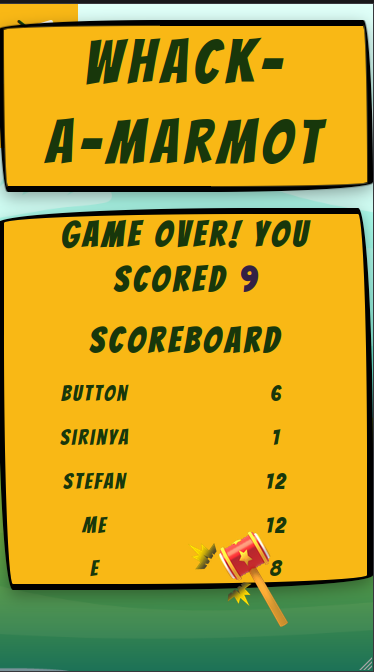 WHACK-
A-MARMOT
GAME OVER! YOU
SCORED 9
SCOREBOARD
BUTTON 6
SIRINYA 1
STEFAN 12
ME 12
E 8